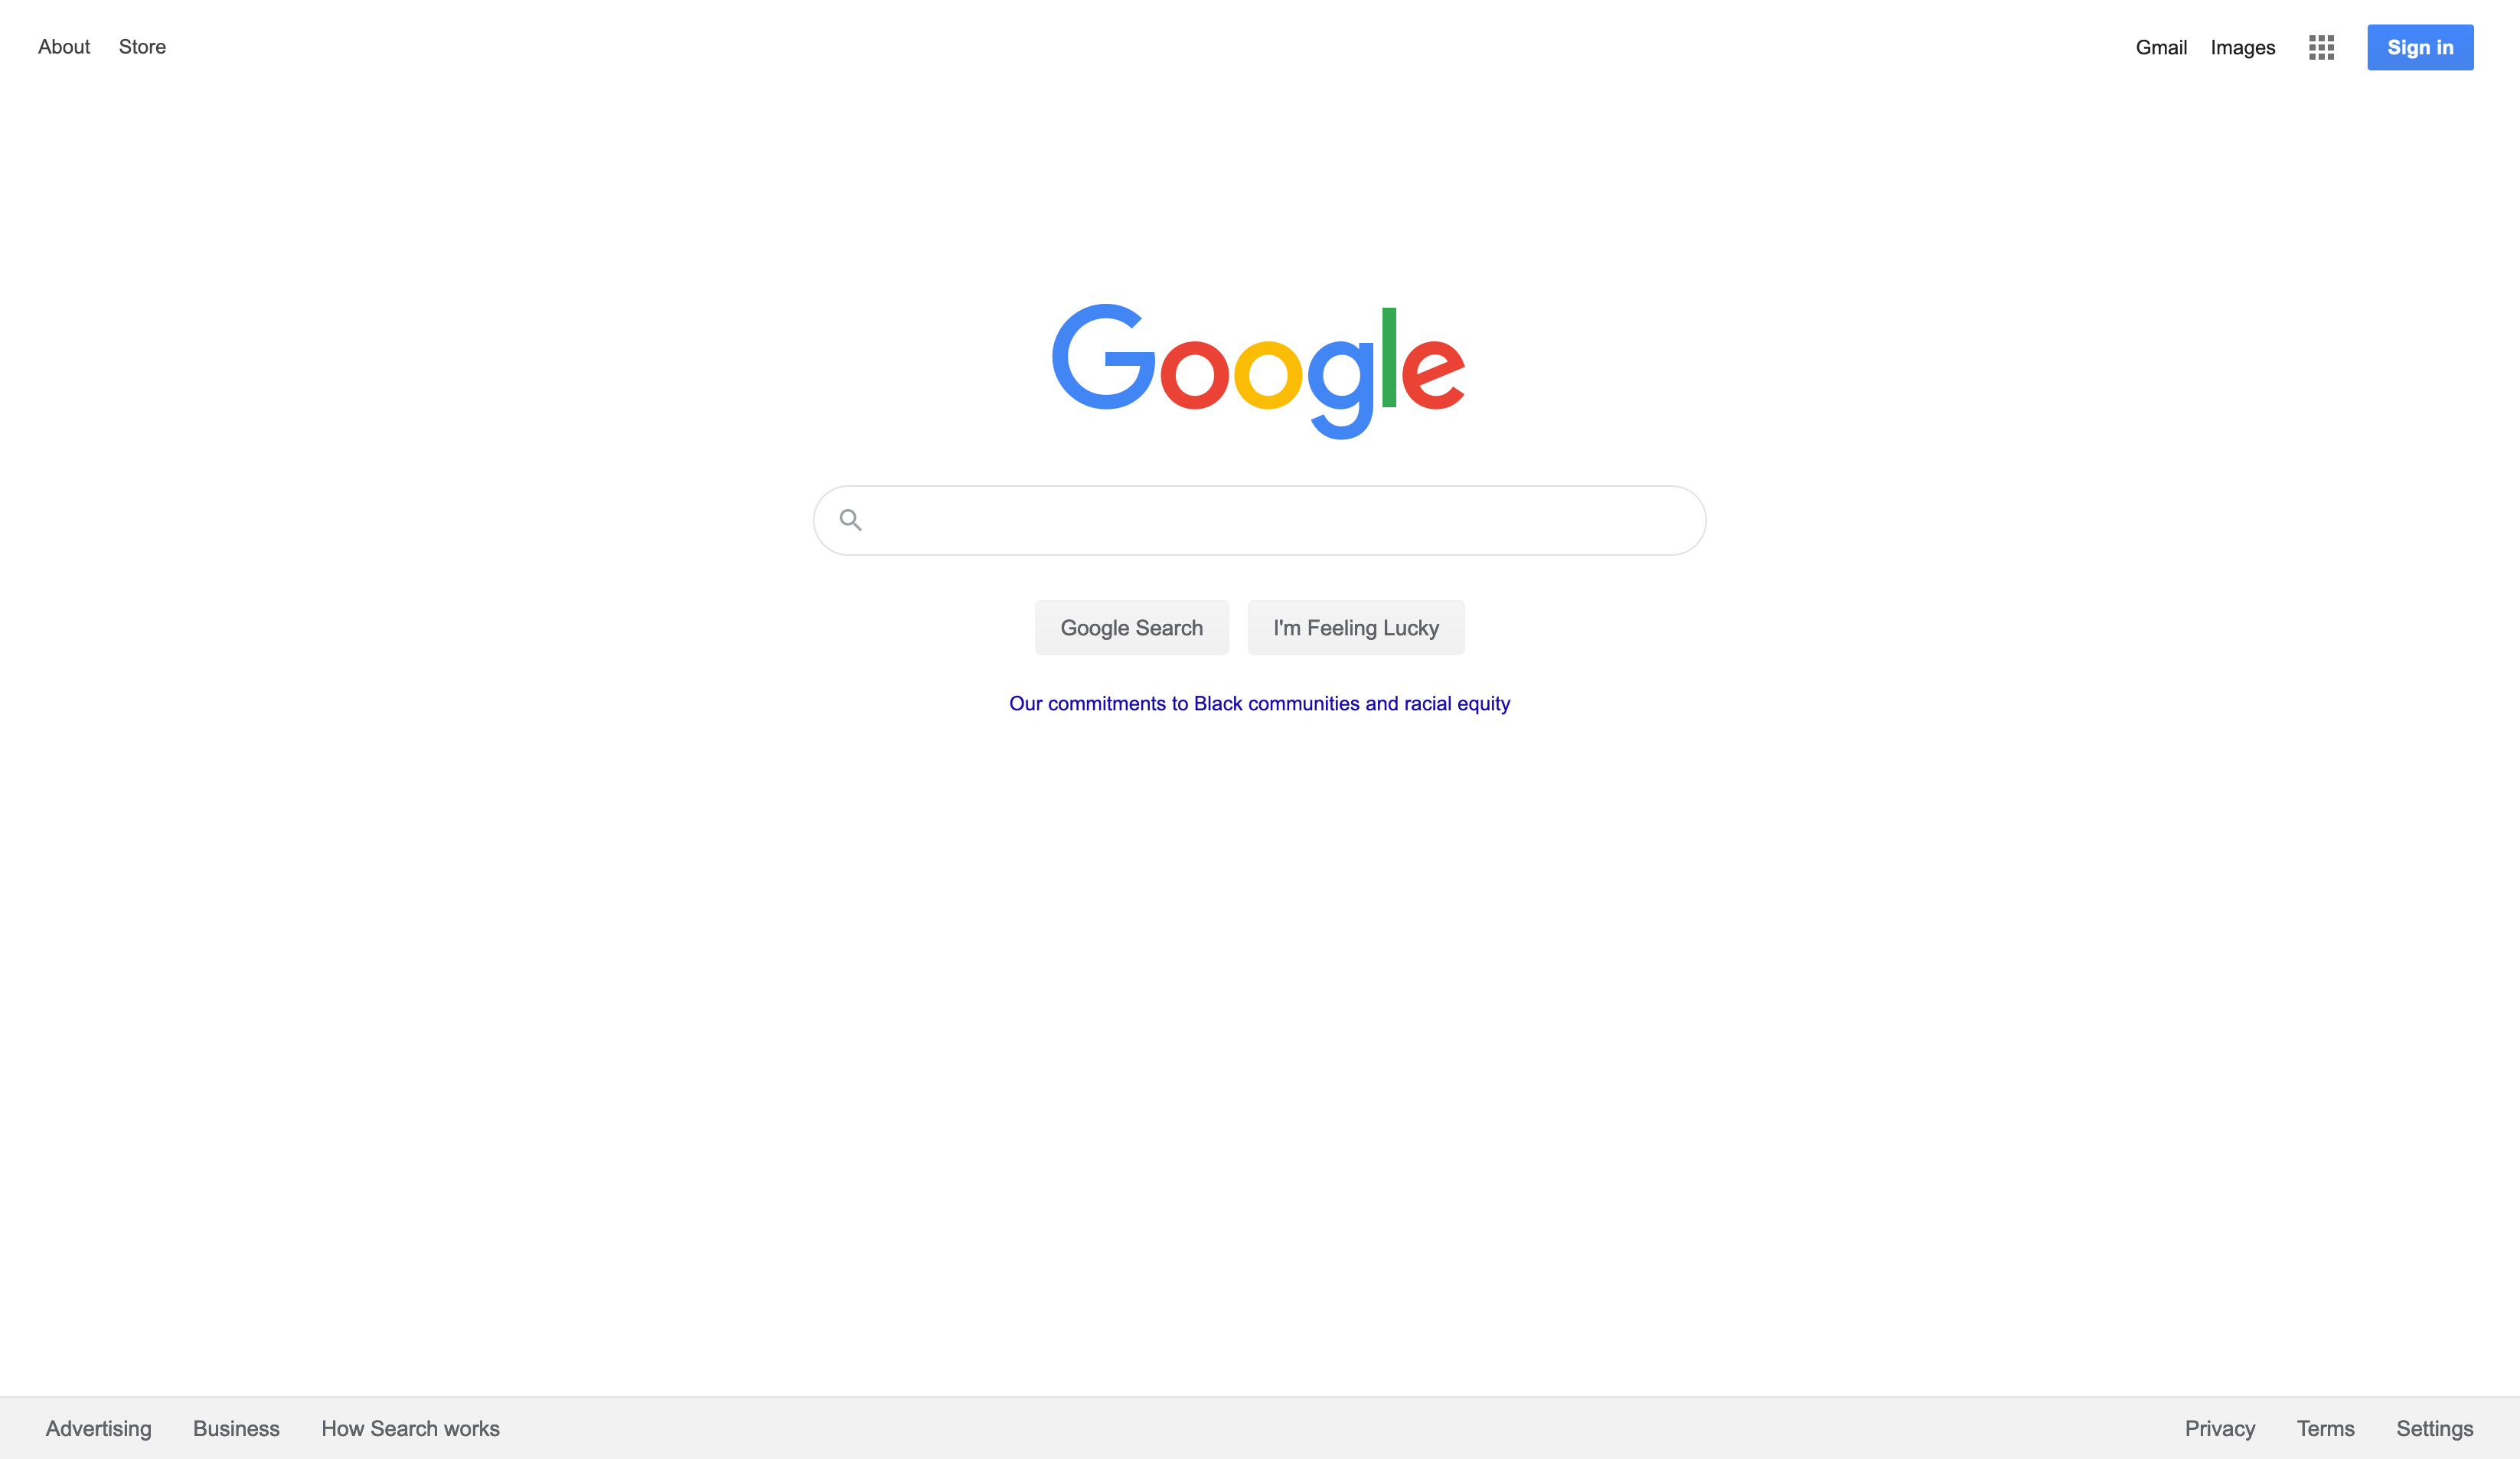 About Store Gmail Images Sign in
Google
Google Search I'm Feeling Lucky
Our commitments to Black communities and racial equity
Advertising Business How Search works Privacy Terms Settings